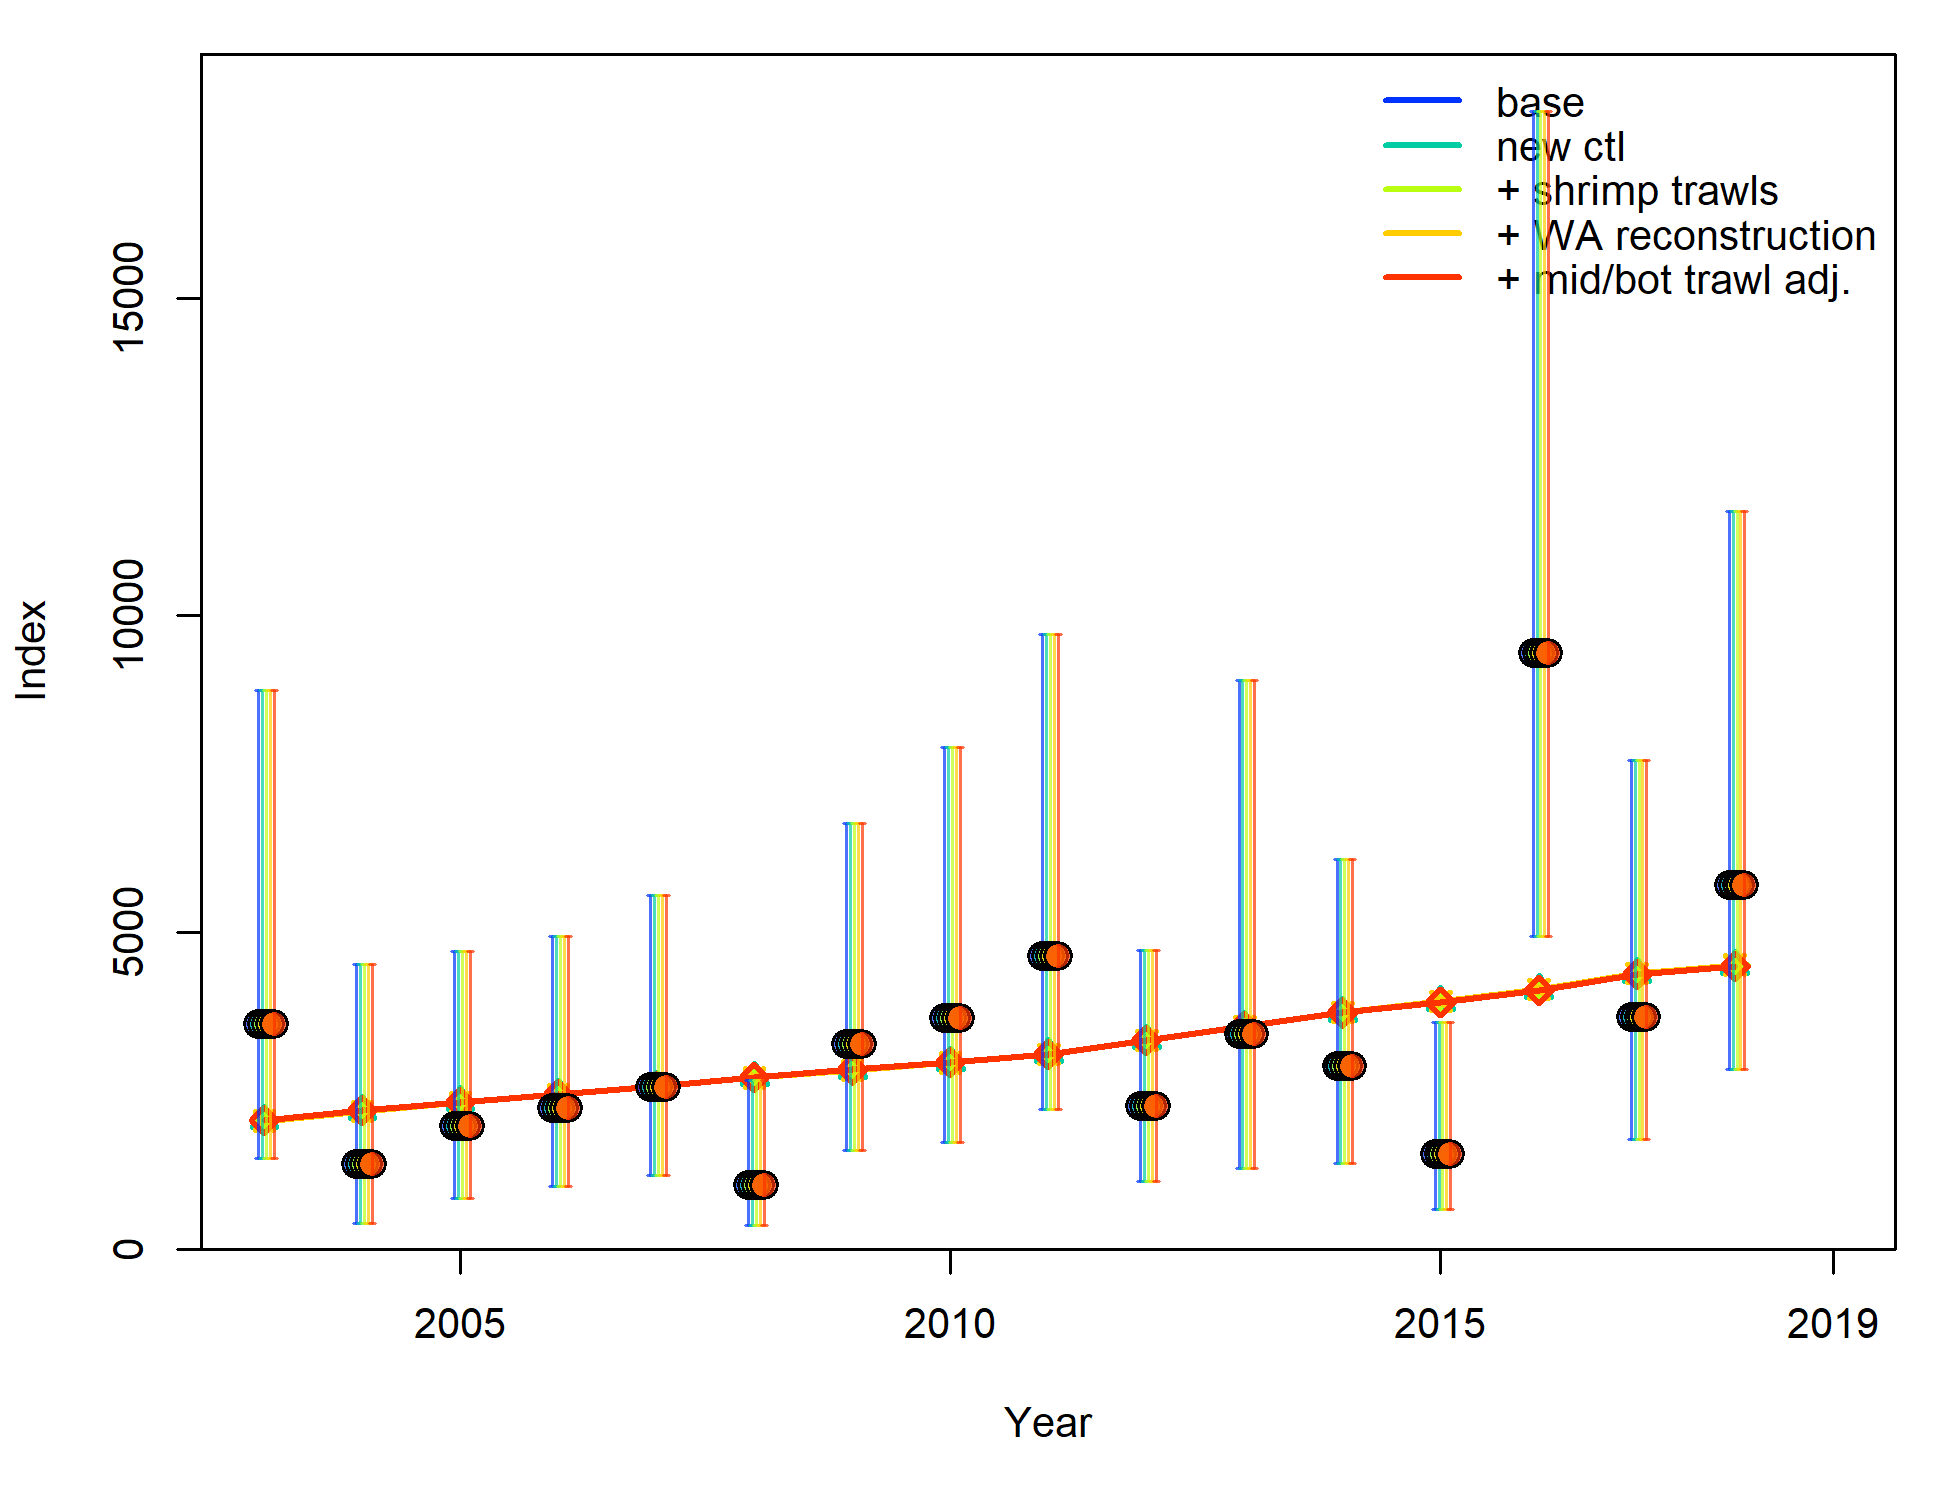 base
new ctl
+ shrimp trawls
+ WA reconstruction
+ mid/bot trawl adj.
15000
10000
5000
0
Index
2005
2010
2015
2019
Year